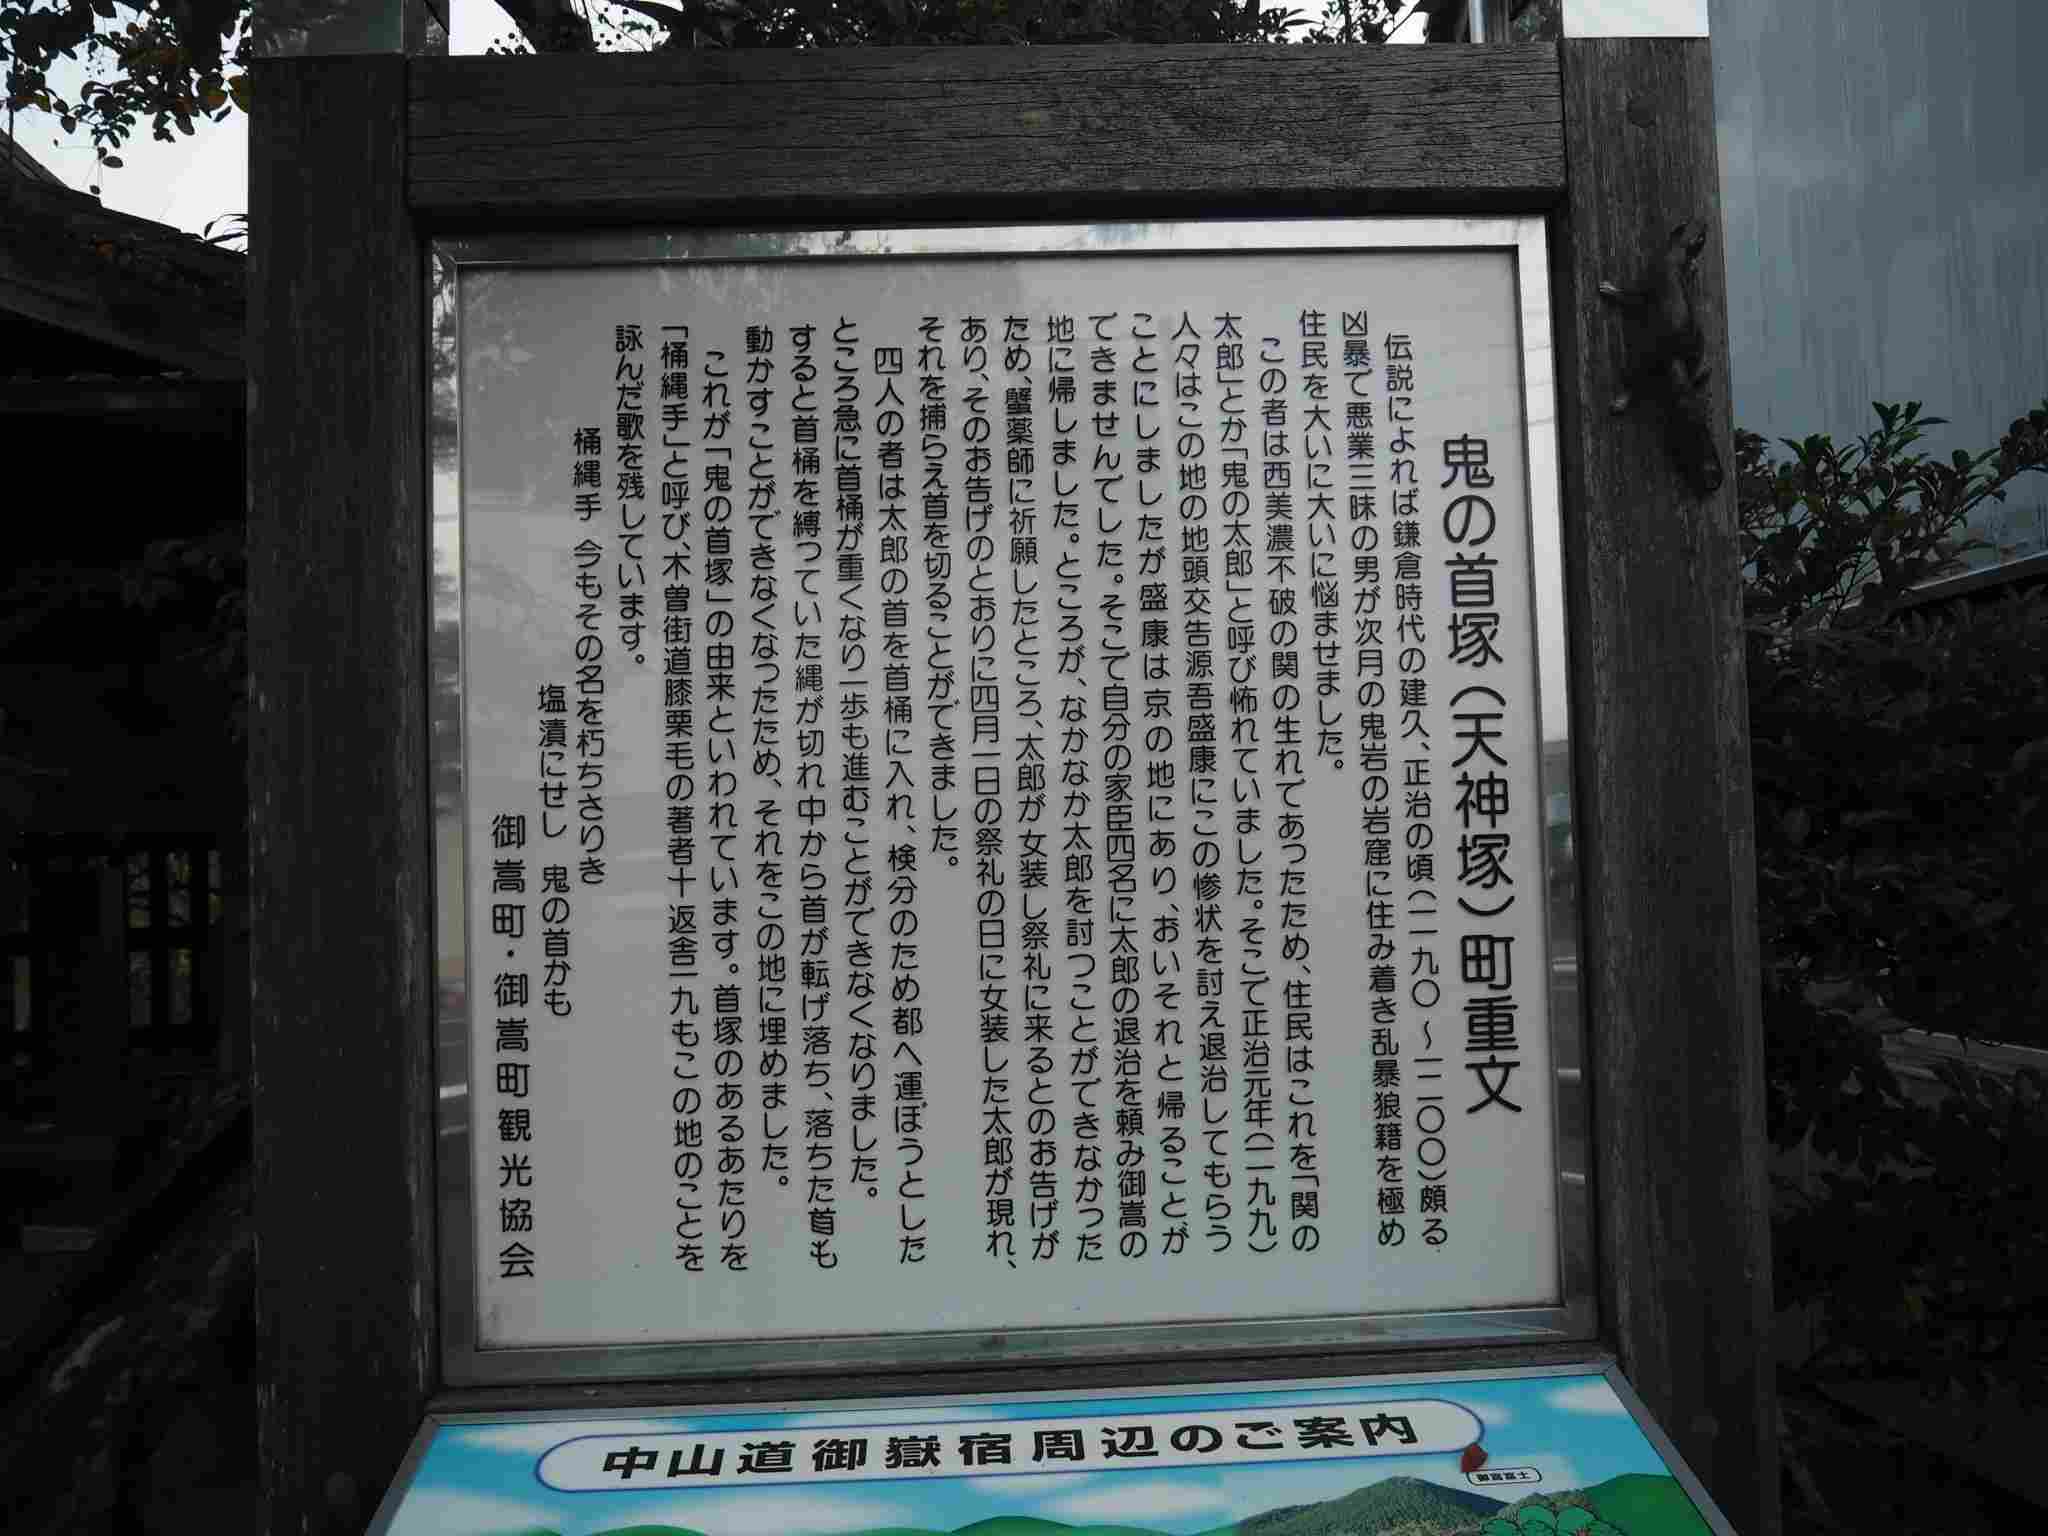 鬼の首塚（天神塚）町重文
伝説によれば鎌倉時代の建久、正治の頃（一一九〇～一二〇〇）頗る
凶暴で悪業三昧の男が次月の鬼岩の岩窟に住み着き乱暴狼籍を極め
住民を大いに大いに悩ませました。
この者は西美濃不破の関の生れであったため、住民はこれを「関の
太郎」とか「鬼の太郎」と呼び怖れていました。そこで正治元年（一一九九）
人々はこの地の地頭交告源吾盛康にこの惨状を討え退治してもらう
ことにしましたが盛康は京の地にあり、おいそれと帰ることが
できませんでした。そこで自分の家臣四名に太郎の退治を頼み御嵩の
地に帰しました。ところが、なかなか太郎を討つことができなかった
ため、蟹薬師に祈願したところ、太郎が女装し祭礼に来るとのお告げが
あり、そのお告げのとおりに四月一日の祭礼の日に女装した太郎が現れ、
それを捕らえ首を切ることができました。
四人の者は太郎の首を首桶に入れ、検分のため都へ運ぼうとした
ところ急に首桶が重くなり一歩も進むことができなくなりました。
すると首桶を縛っていた縄が切れ中から首が転げ落ち、落ちた首も
動かすことができなくなったため、それをこの地に埋めました。
これが「鬼の首塚」の由来といわれています。首塚のあるあたりを
「桶縄手」と呼び、木曽街道膝栗毛の著者十返舎一九もこの地のことを
詠んだ歌を残しています。
桶縄手 今もその名を朽ちさりき
塩漬にせし 鬼の首かも
御嵩町・御嵩町観光協会
中山道御嶽宿周辺のご案内
御嵩富士